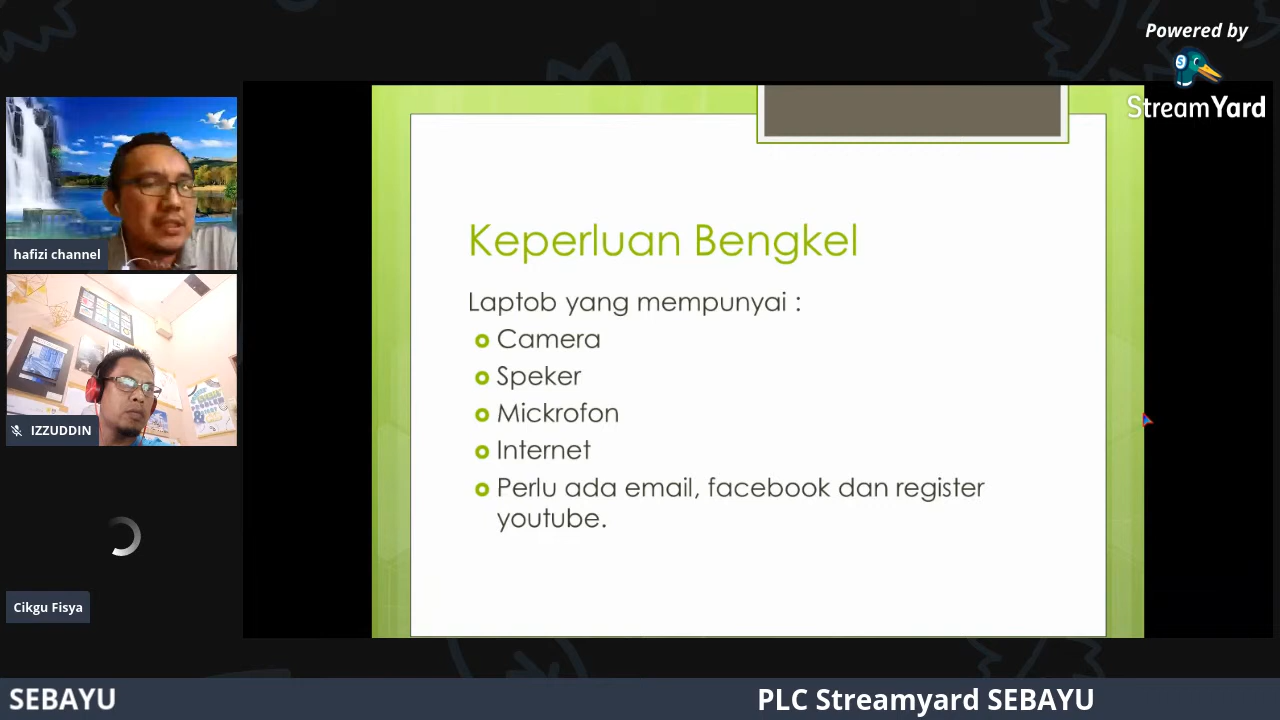 Powered by
StreamYard
hafizi channel
IZZUDDIN
Cikgu Fisya
Keperluan Bengkel
Laptob yang mempunyai :
Camera
Speker
Mickrofon
Internet
Perlu ada email, facebook dan register
youtube.
SEBAYU
PLC Streamyard SEBAYU